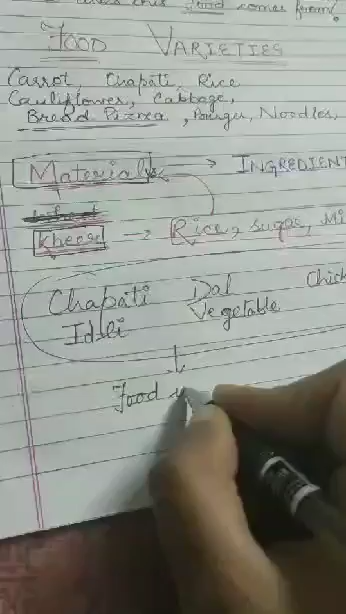 food comes from?
FOOD VARIETIES
Carrot Chapati, Rice
Cauliflower, Cabbage,
Bread Pizza, Burger, Noodles,
Materials → INGREDIENT
Kheer → Rice, sugar, Mi
Chapati Dal Chick
Idli Vegetable
Food